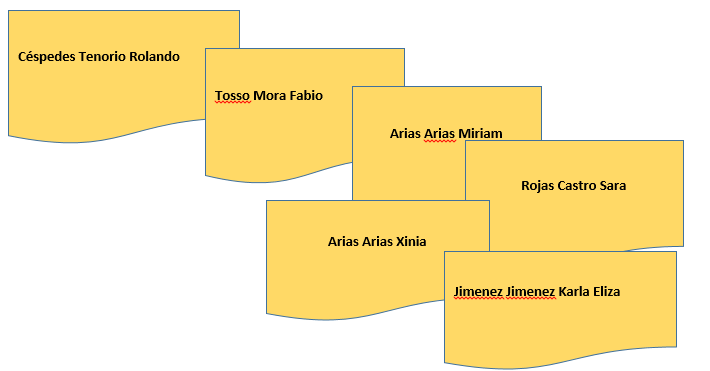 Céspedes Tenorio Rolando
Tosso Mora Fabio
Arias Arias Miriam
Rojas Castro Sara
Arias Arias Xinia
Jimenez Jimenez Karla Eliza